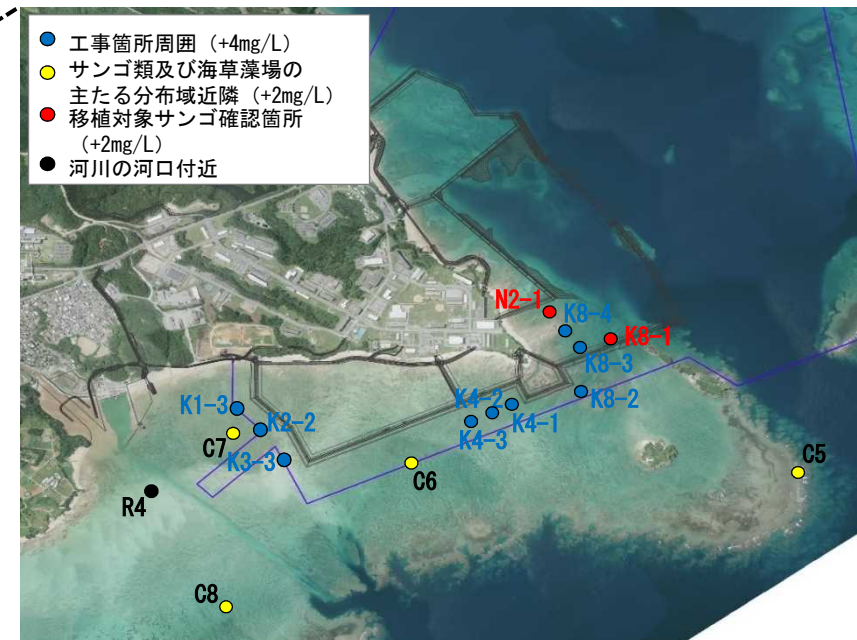 工事箇所周囲（+4mg/L）
サンゴ類及び海草藻場の
主たる分布域近隣（+2mg/L）
移植対象サンゴ確認箇所
（+2mg/L）
河川の河口付近
N2-1
K8-4
K8-1
K8-3
K8-2
K1-3
K4-2
K4-1
K2-2
K4-3
C7
K3-3
C6
C5
R4
C8